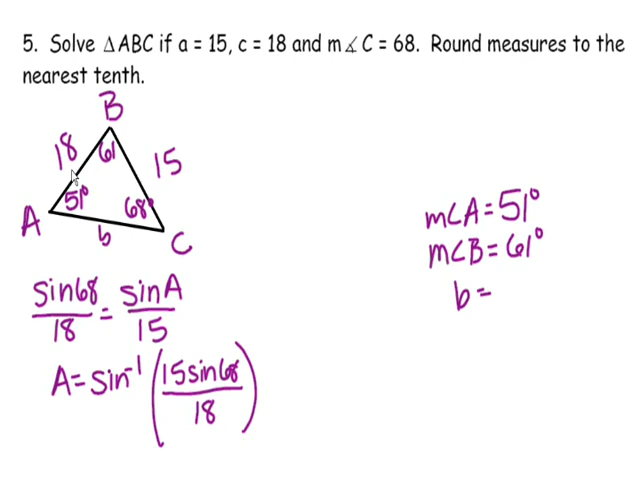 5. Solve △ABC if a = 15, c = 18 and m∡C = 68. Round measures to the
nearest tenth.
B
18
61
15
51°
68°
A
b
C
m∠A = 51°
m∠B = 61°
b =
sin68 / 18 = sinA / 15
A = sin⁻¹ (15sin68 / 18)